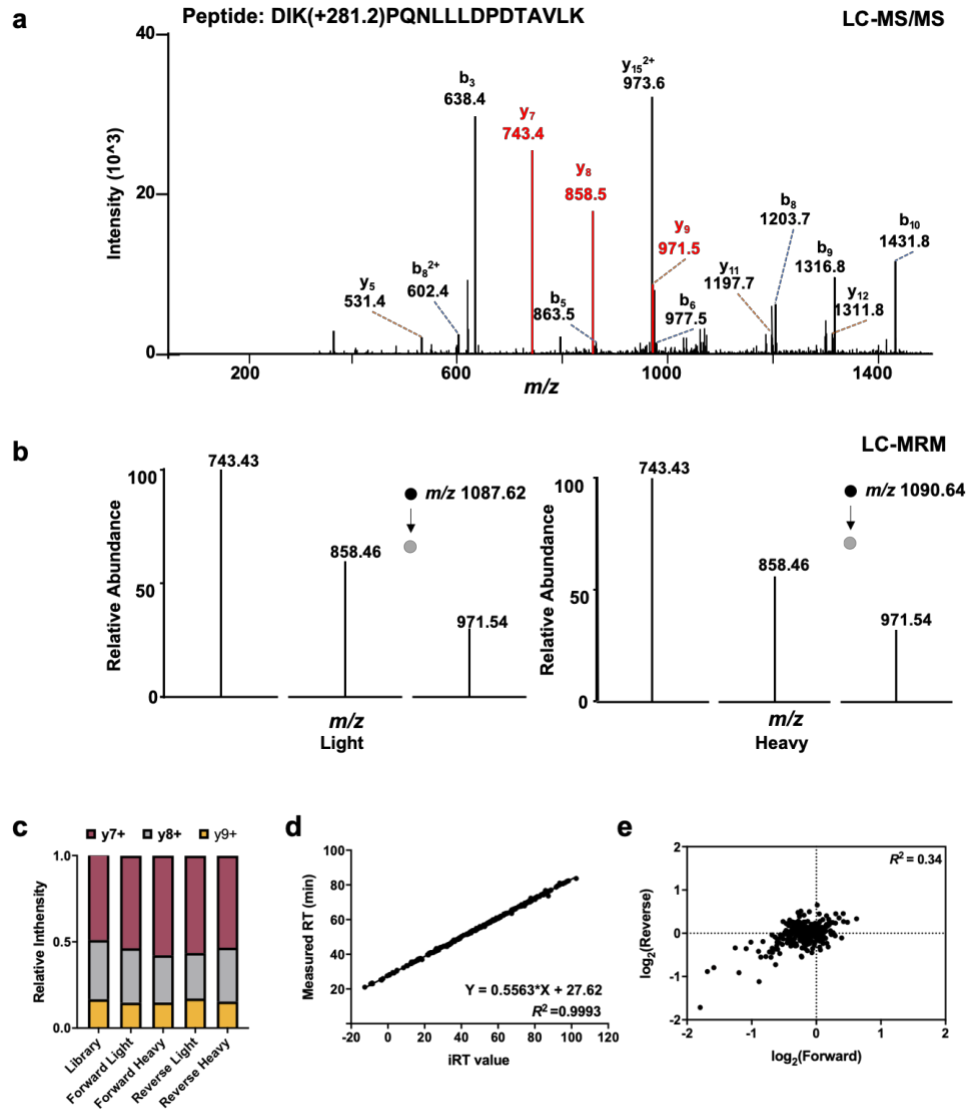 a
Peptide: DIK(+281.2)PQNLLLDPDTAVLK
LC-MS/MS
Intensity (10^3)
40
20
0
b3
638.4
y7
743.4
y8
858.5
y15 2+
973.6
y9
971.5
y5
531.4
b8 2+
602.4
b5
863.5
b6
977.5
y11
1197.7
b8
1203.7
b9
1316.8
y12
1311.8
b10
1431.8
200
600
1000
1400
m/z
b
LC-MRM
Relative Abundance
100
50
0
743.43
858.46
971.54
m/z 1087.62
m/z
Light
Relative Abundance
100
50
0
743.43
858.46
971.54
m/z 1090.64
m/z
Heavy
c
y7+ y8+ y9+
Relative Inthensity
1.0
0.5
0.0
Library
Forward Light
Forward Heavy
Reverse Light
Reverse Heavy
d
Measured RT (min)
100
80
60
40
20
-20 0 20 40 60 80 100 120
Y = 0.5563*X + 27.62
R² =0.9993
iRT value
e
log2(Reverse)
2
1
0
-1
-2
R² = 0.34
-2 -1 0 1 2
log2(Forward)